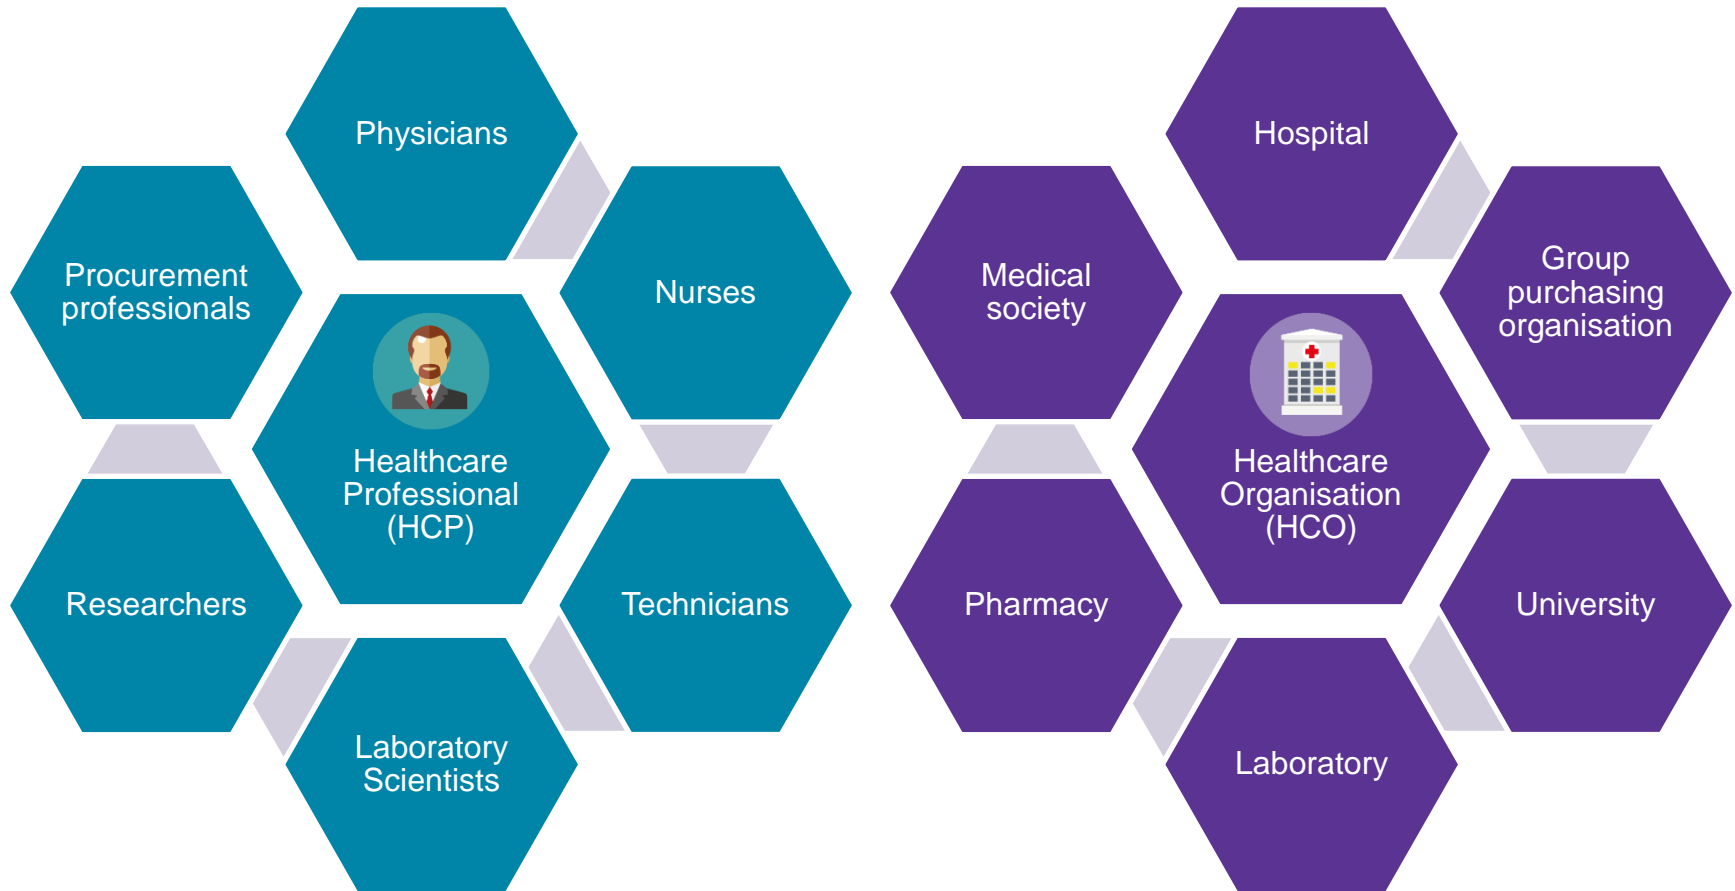 Physicians
Procurement
professionals
Nurses
Healthcare
Professional
(HCP)
Researchers
Technicians
Laboratory
Scientists
Hospital
Medical
society
Group
purchasing
organisation
Healthcare
Organisation
(HCO)
Pharmacy
University
Laboratory